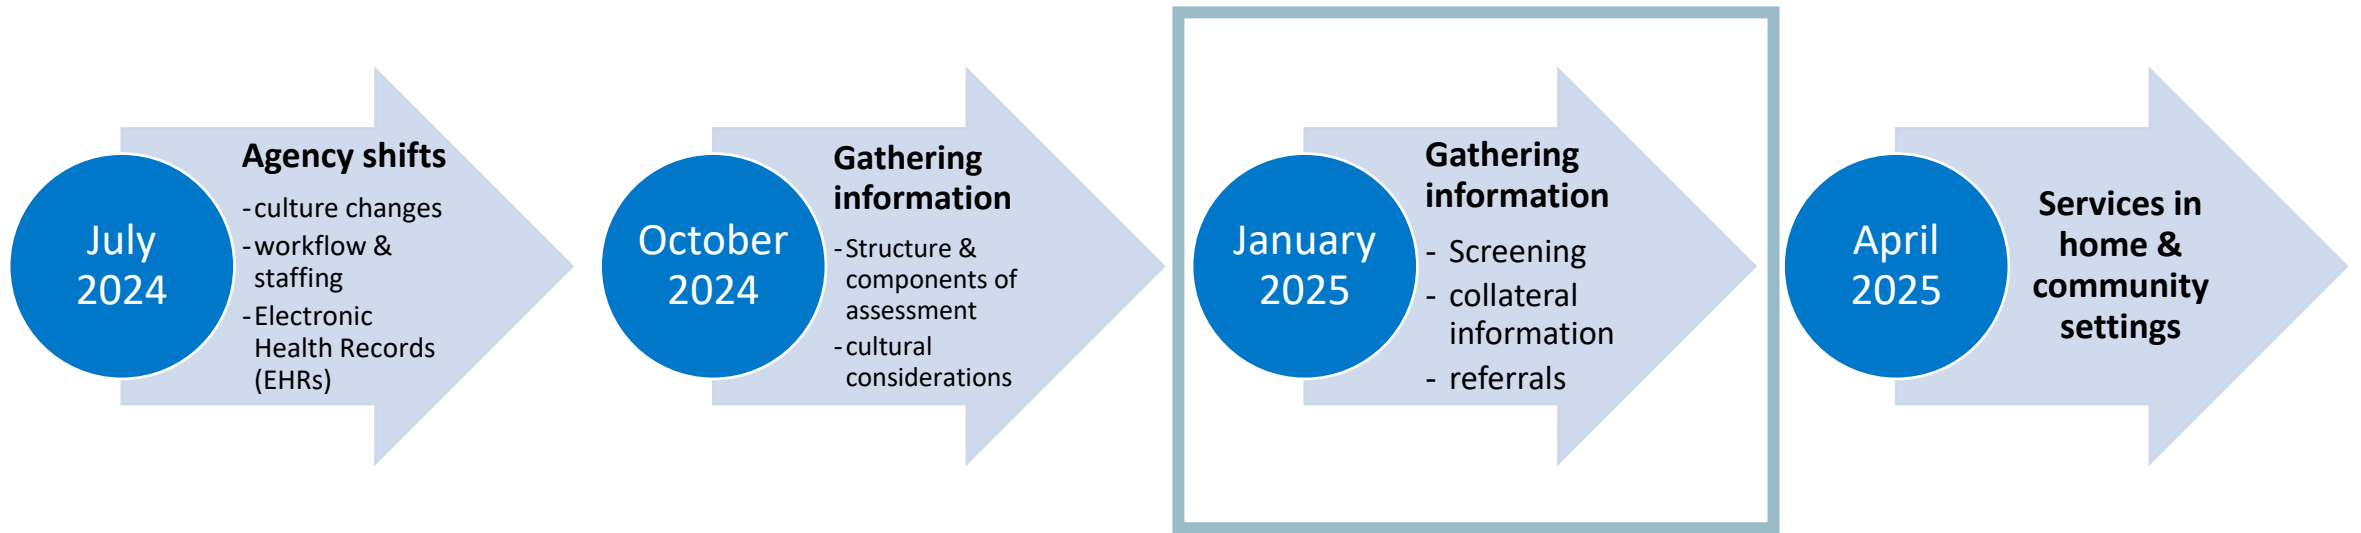 July
2024
Agency shifts
-culture changes
-workflow &
staffing
-Electronic
Health Records
(EHRs)
October
2024
Gathering
information
-Structure &
components of
assessment
-cultural
considerations
January
2025
Gathering
information
- Screening
- collateral
information
- referrals
April
2025
Services in
home &
community
settings